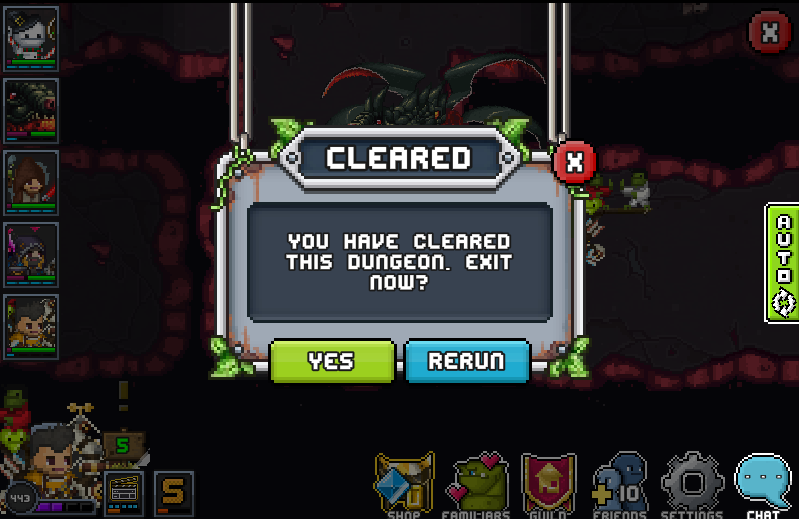 X
CLEARED
X
YOU HAVE CLEARED
THIS DUNGEON. EXIT
NOW?
YES
RERUN
AUTO
5
443
S
+10
SHOP
FAMILIARS
GUILD
FRIENDS
SETTINGS
CHAT